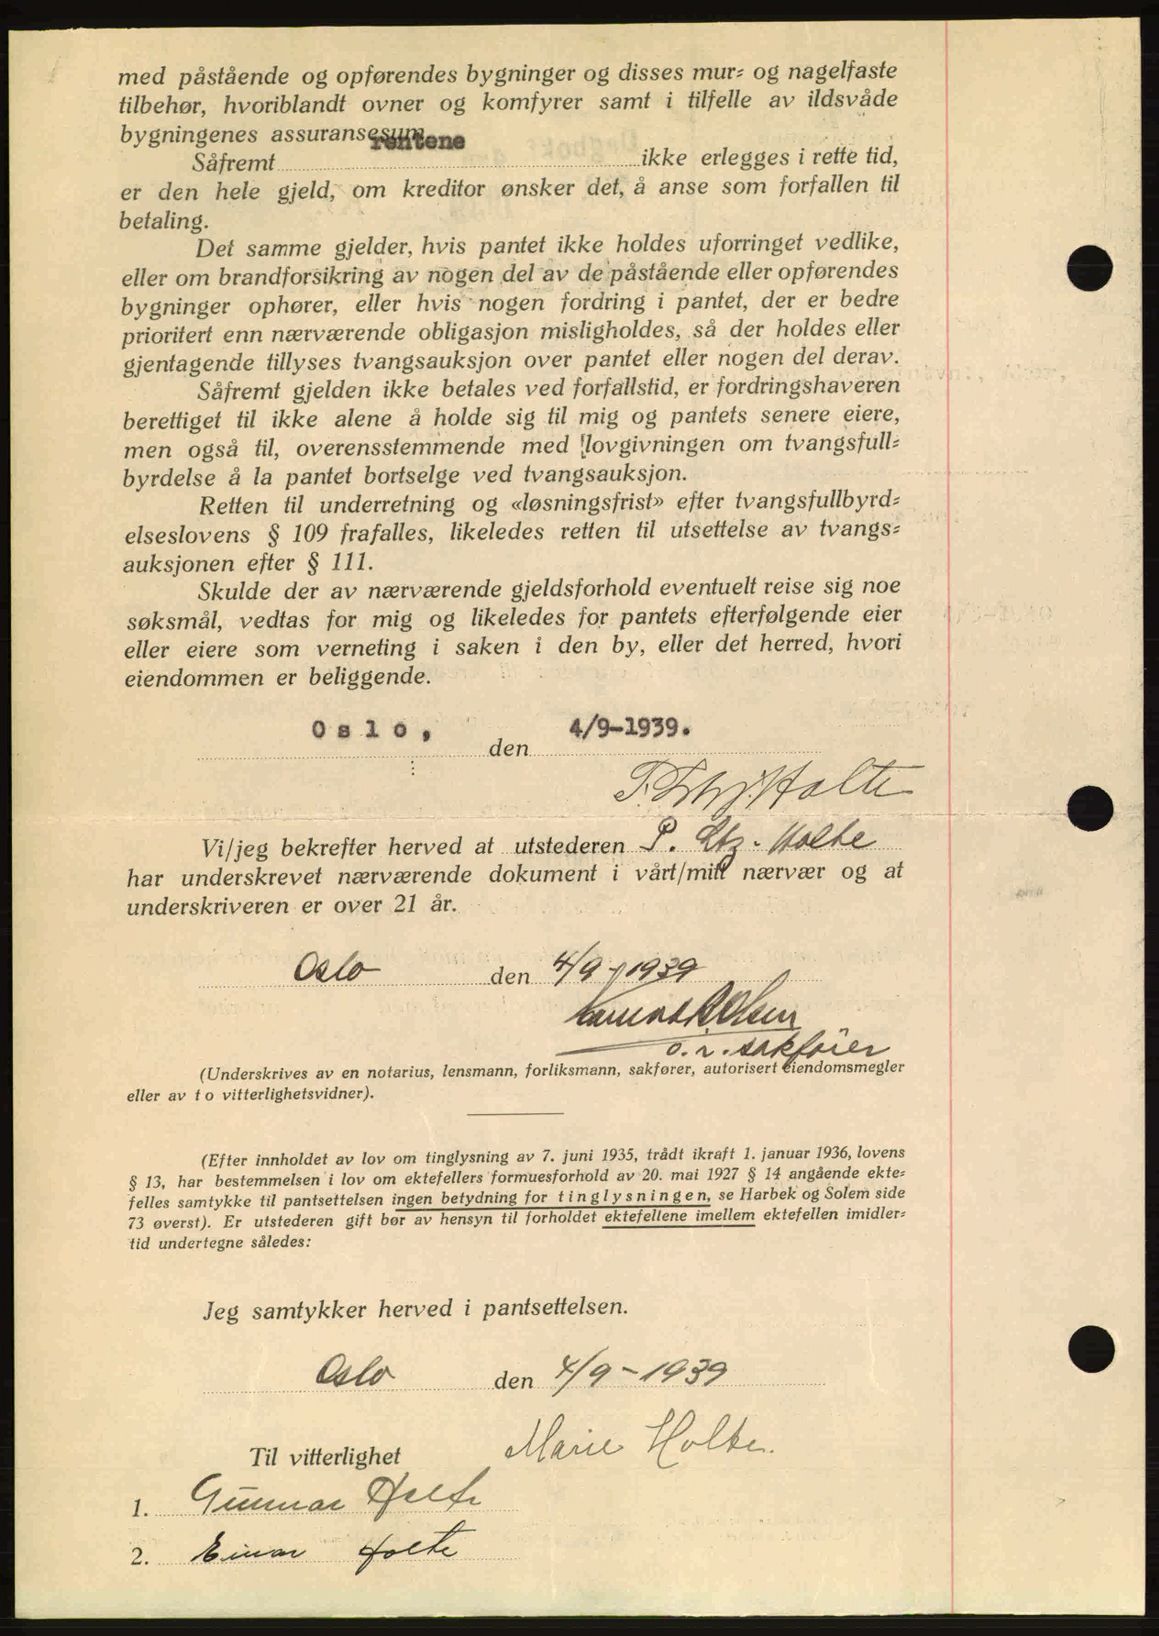 med påstående og opførendes bygninger og disses mur= og nagelfaste
tilbehør, hvoriblandt ovner og komfyrer samt i tilfelle av ildsvåde
bygningenes assuransesum
rentene
Såfremt ikke erlegges i rette tid,
er den hele gjeld, om kreditor ønsker det, å anse som forfallen til
betaling.
Det samme gjelder, hvis pantet ikke holdes uforringet vedlike,
eller om brandforsikring av nogen del av de påstående eller opførendes
bygninger ophører, eller hvis nogen fordring i pantet, der er bedre
prioritert enn nærværende obligasjon misligholdes, så der holdes eller
gjentagende tillyses tvangsauksjon over pantet eller nogen del derav.
Såfremt gjelden ikke betales ved forfallstid, er fordringshaveren
berettiget til ikke alene å holde sig til mig og pantets senere eiere,
men også til, overensstemmende med lovgivningen om tvangsfull=
byrdelse å la pantet bortselge ved tvangsauksjon.
Retten til underretning og «løsningsfrist» efter tvangsfullbyrd=
elseslovens § 109 frafalles, likeledes retten til utsettelse av tvangs=
auksjonen efter § 111.
Skulde der av nærværende gjeldsforhold eventuelt reise sig noe
søksmål, vedtas for mig og likeledes for pantets efterfølgende eier
eller eiere som verneting i saken i den by, eller det herred, hvori
eiendommen er beliggende.
Oslo, den 4/9-1939.
Holte
Vi/jeg bekrefter herved at utstederen P. Holte
har underskrevet nærværende dokument i vårt/mitt nærvær og at
underskriveren er over 21 år.
Oslo den 4/9-1939
Olsen
o.r. sakfører
(Underskrives av en notarius, lensmann, forliksmann, sakfører, autorisert eiendomsmegler
eller av to vitterlighetsvidner).
(Efter innholdet av lov om tinglysning av 7. juni 1935, trådt ikraft 1. januar 1936, lovens
§ 13, har bestemmelsen i lov om ektefellers formuesforhold av 20. mai 1927 § 14 angående ekte=
felles samtykke til pantsettelsen ingen betydning for tinglysningen, se Harbek og Solem side
73 øverst). Er utstederen gift bør av hensyn til forholdet ektefellene imellem ektefellen imidler=
tid undertegne således:
Jeg samtykker herved i pantsettelsen.
Oslo den 4/9-1939
Marie Holte.
Til vitterlighet
1. Gunnar Holte
2. Einar Holte